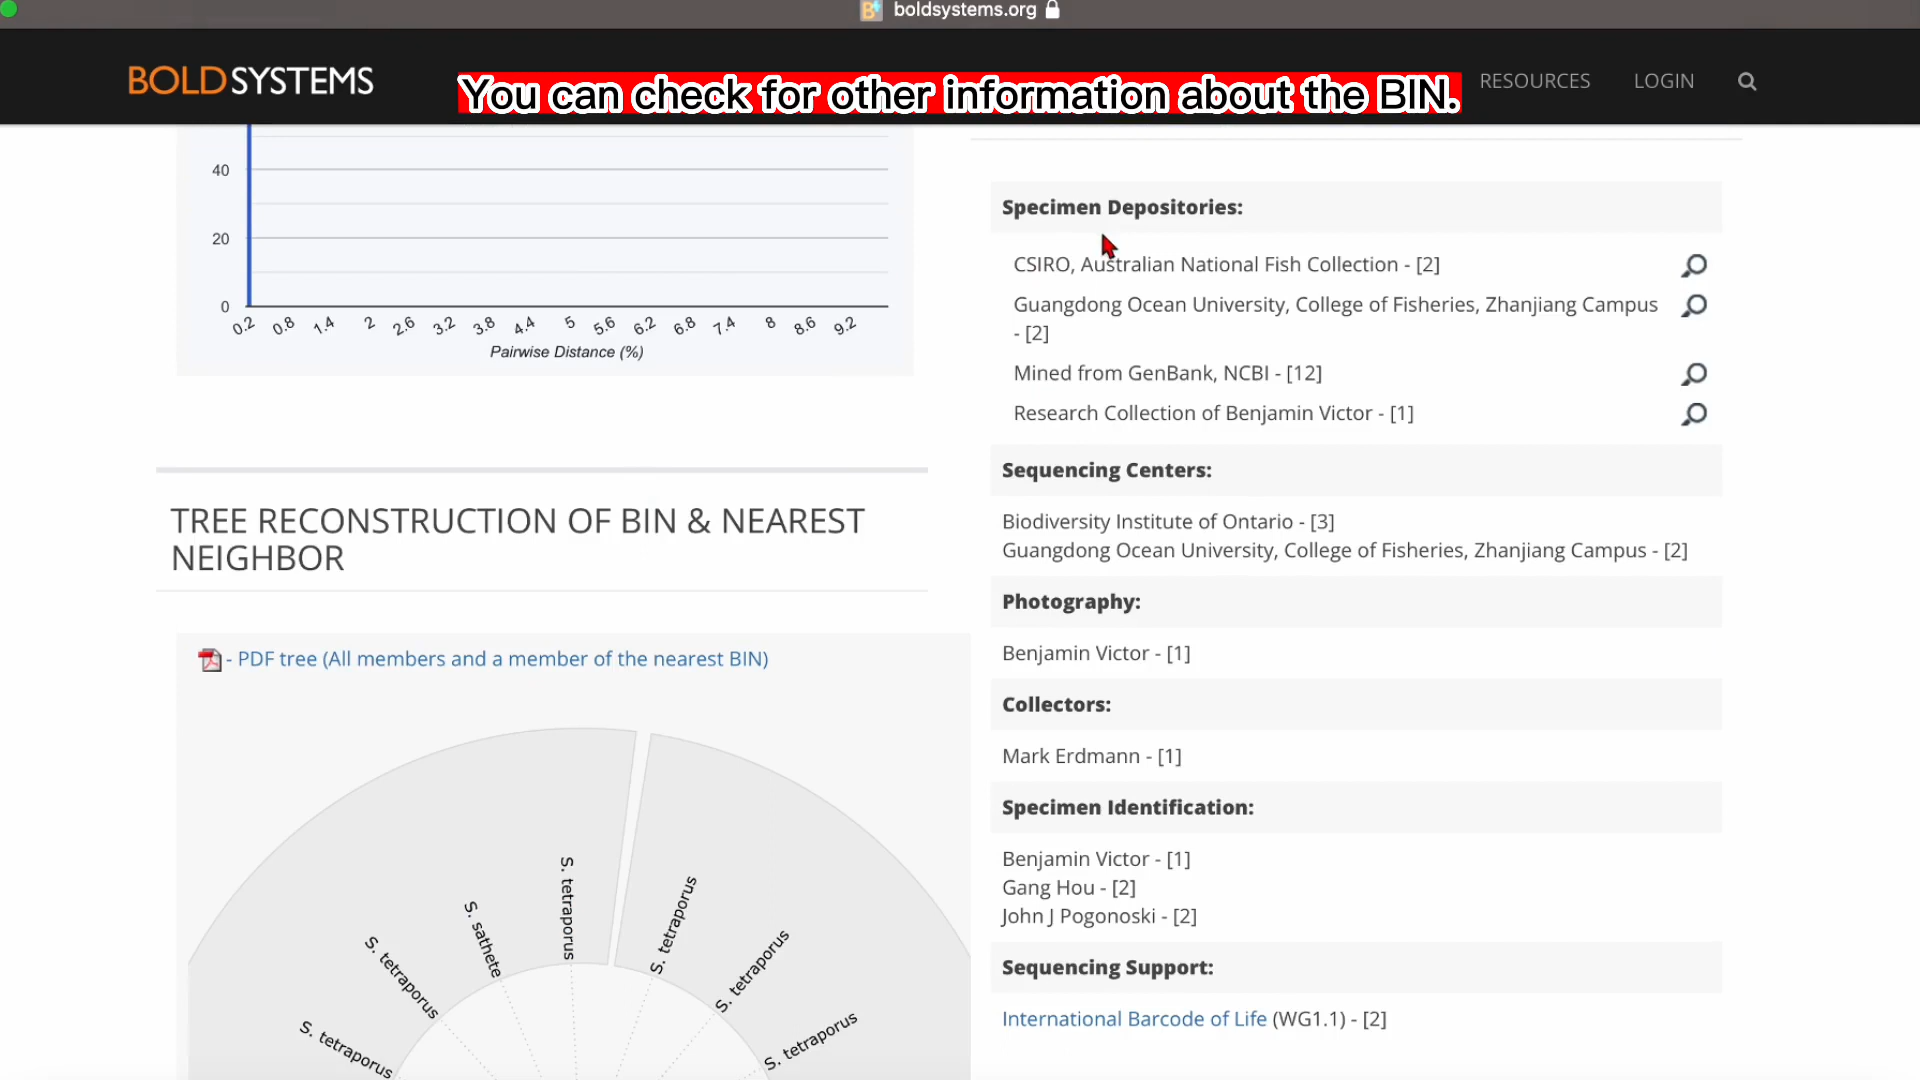 boldsystems.org
BOLDSYSTEMS
You can check for other information about the BIN.
RESOURCES
LOGIN
40
20
0
0.2 0.8 1.4 2 2.6 3.2 3.8 4.4 5 5.6 6.2 6.8 7.4 8 8.6 9.2
Pairwise Distance (%)
TREE RECONSTRUCTION OF BIN & NEAREST
NEIGHBOR
- PDF tree (All members and a member of the nearest BIN)
S. tetraporus
S. tetraporus
S. sathete
S. tetraporus
S. tetraporus
S. tetraporus
S. tetraporus
Specimen Depositories:
CSIRO, Australian National Fish Collection - [2]
Guangdong Ocean University, College of Fisheries, Zhanjiang Campus
- [2]
Mined from GenBank, NCBI - [12]
Research Collection of Benjamin Victor - [1]
Sequencing Centers:
Biodiversity Institute of Ontario - [3]
Guangdong Ocean University, College of Fisheries, Zhanjiang Campus - [2]
Photography:
Benjamin Victor - [1]
Collectors:
Mark Erdmann - [1]
Specimen Identification:
Benjamin Victor - [1]
Gang Hou - [2]
John J Pogonoski - [2]
Sequencing Support:
International Barcode of Life (WG1.1) - [2]